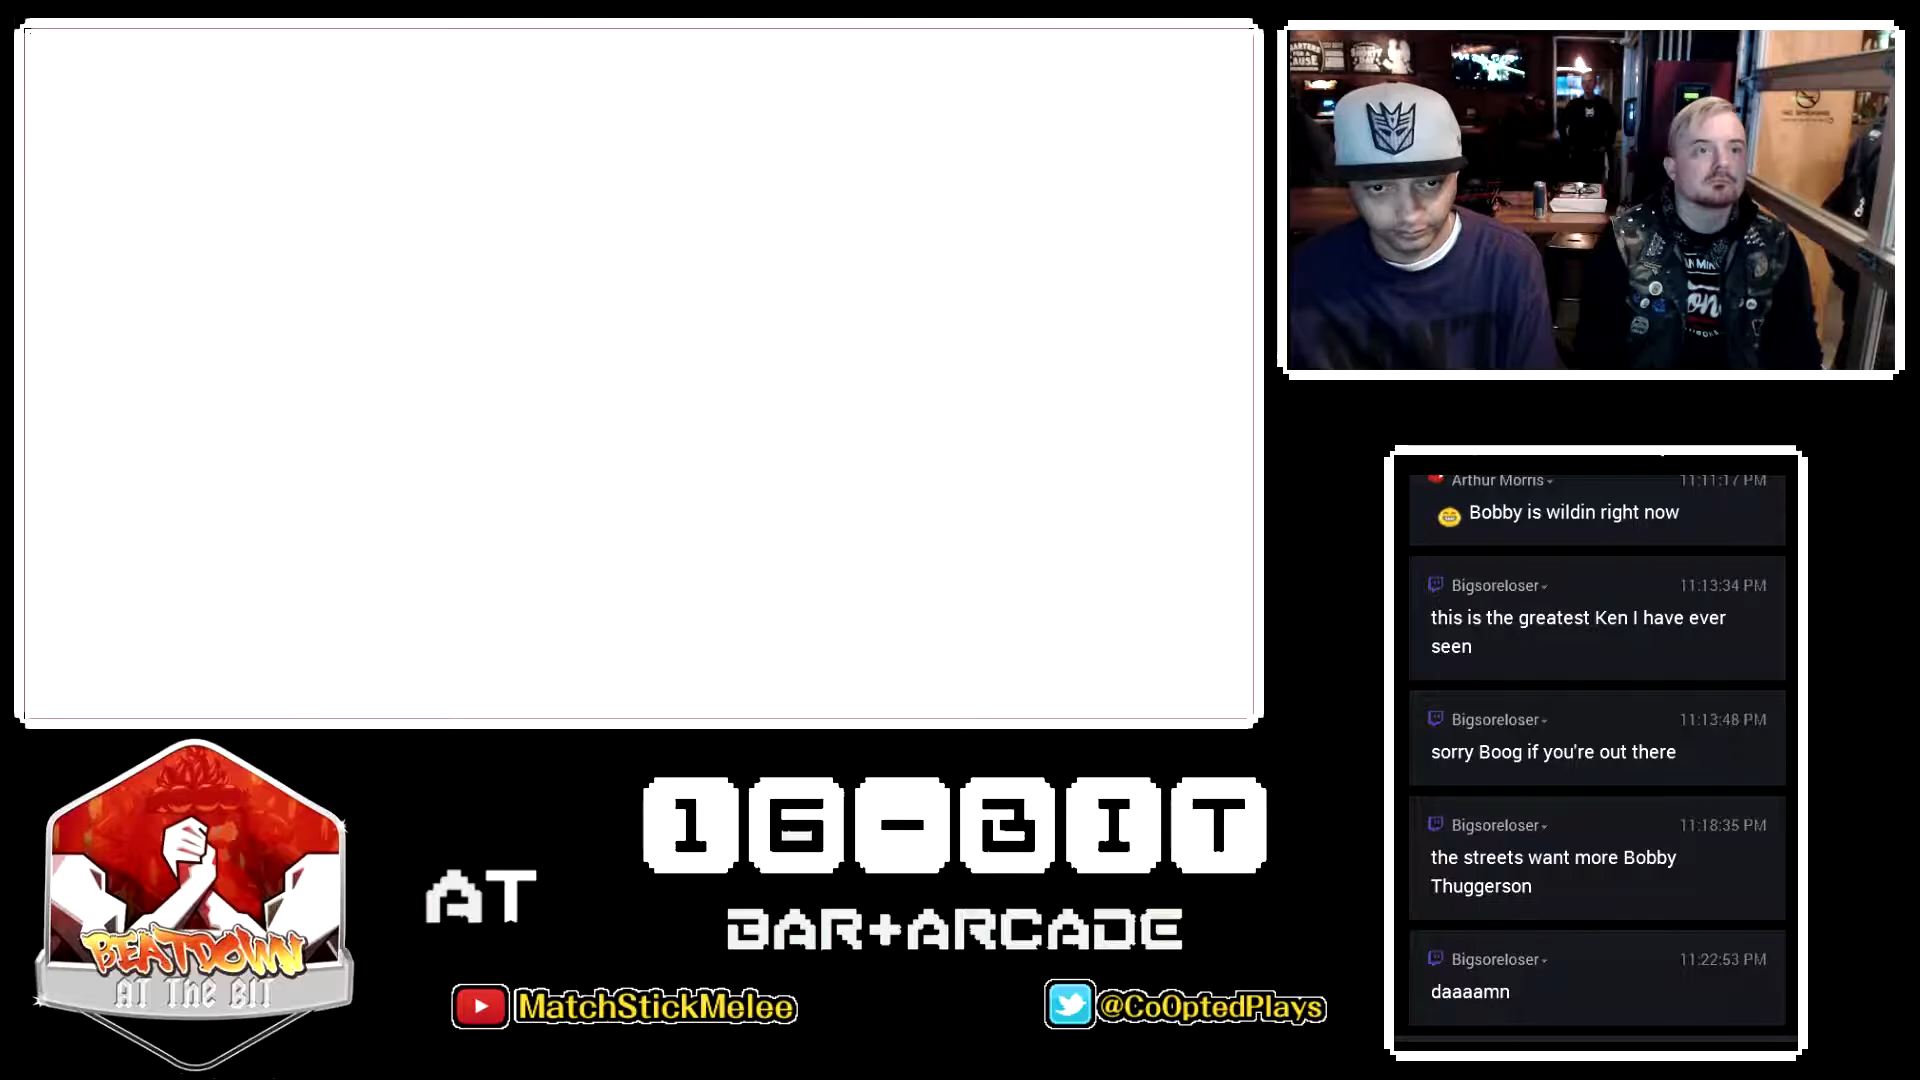 CAUSE
Arthur Morris
11:11:17 PM
Bobby is wildin right now
Bigsoreloser
11:13:34 PM
this is the greatest Ken I have ever
seen
Bigsoreloser
11:13:48 PM
sorry Boog if you're out there
Bigsoreloser
11:18:35 PM
the streets want more Bobby
Thuggerson
Bigsoreloser
11:22:53 PM
daaaamn
BEATDOWN
AT THE BIT
AT
16-BIT
BAR+ARCADE
MatchStickMelee
@CoOptedPlays